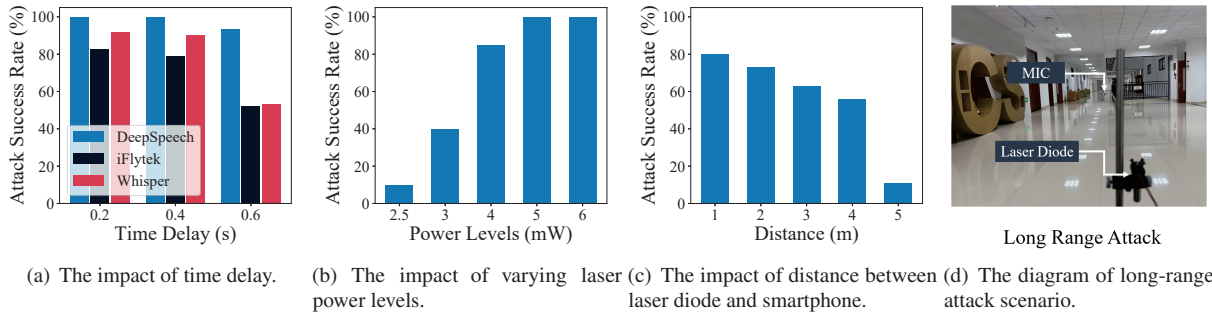 Attack Success Rate (%)
100
80
60
40
20
0
DeepSpeech
iFlytek
Whisper
0.2 0.4 0.6
Time Delay (s)
(a) The impact of time delay.
Attack Success Rate (%)
100
80
60
40
20
0
2.5 3 4 5 6
Power Levels (mW)
(b) The impact of varying laser
power levels.
Attack Success Rate (%)
100
80
60
40
20
0
1 2 3 4 5
Distance (m)
(c) The impact of distance between
laser diode and smartphone.
CS
MIC
Laser Diode
Long Range Attack
(d) The diagram of long-range
attack scenario.